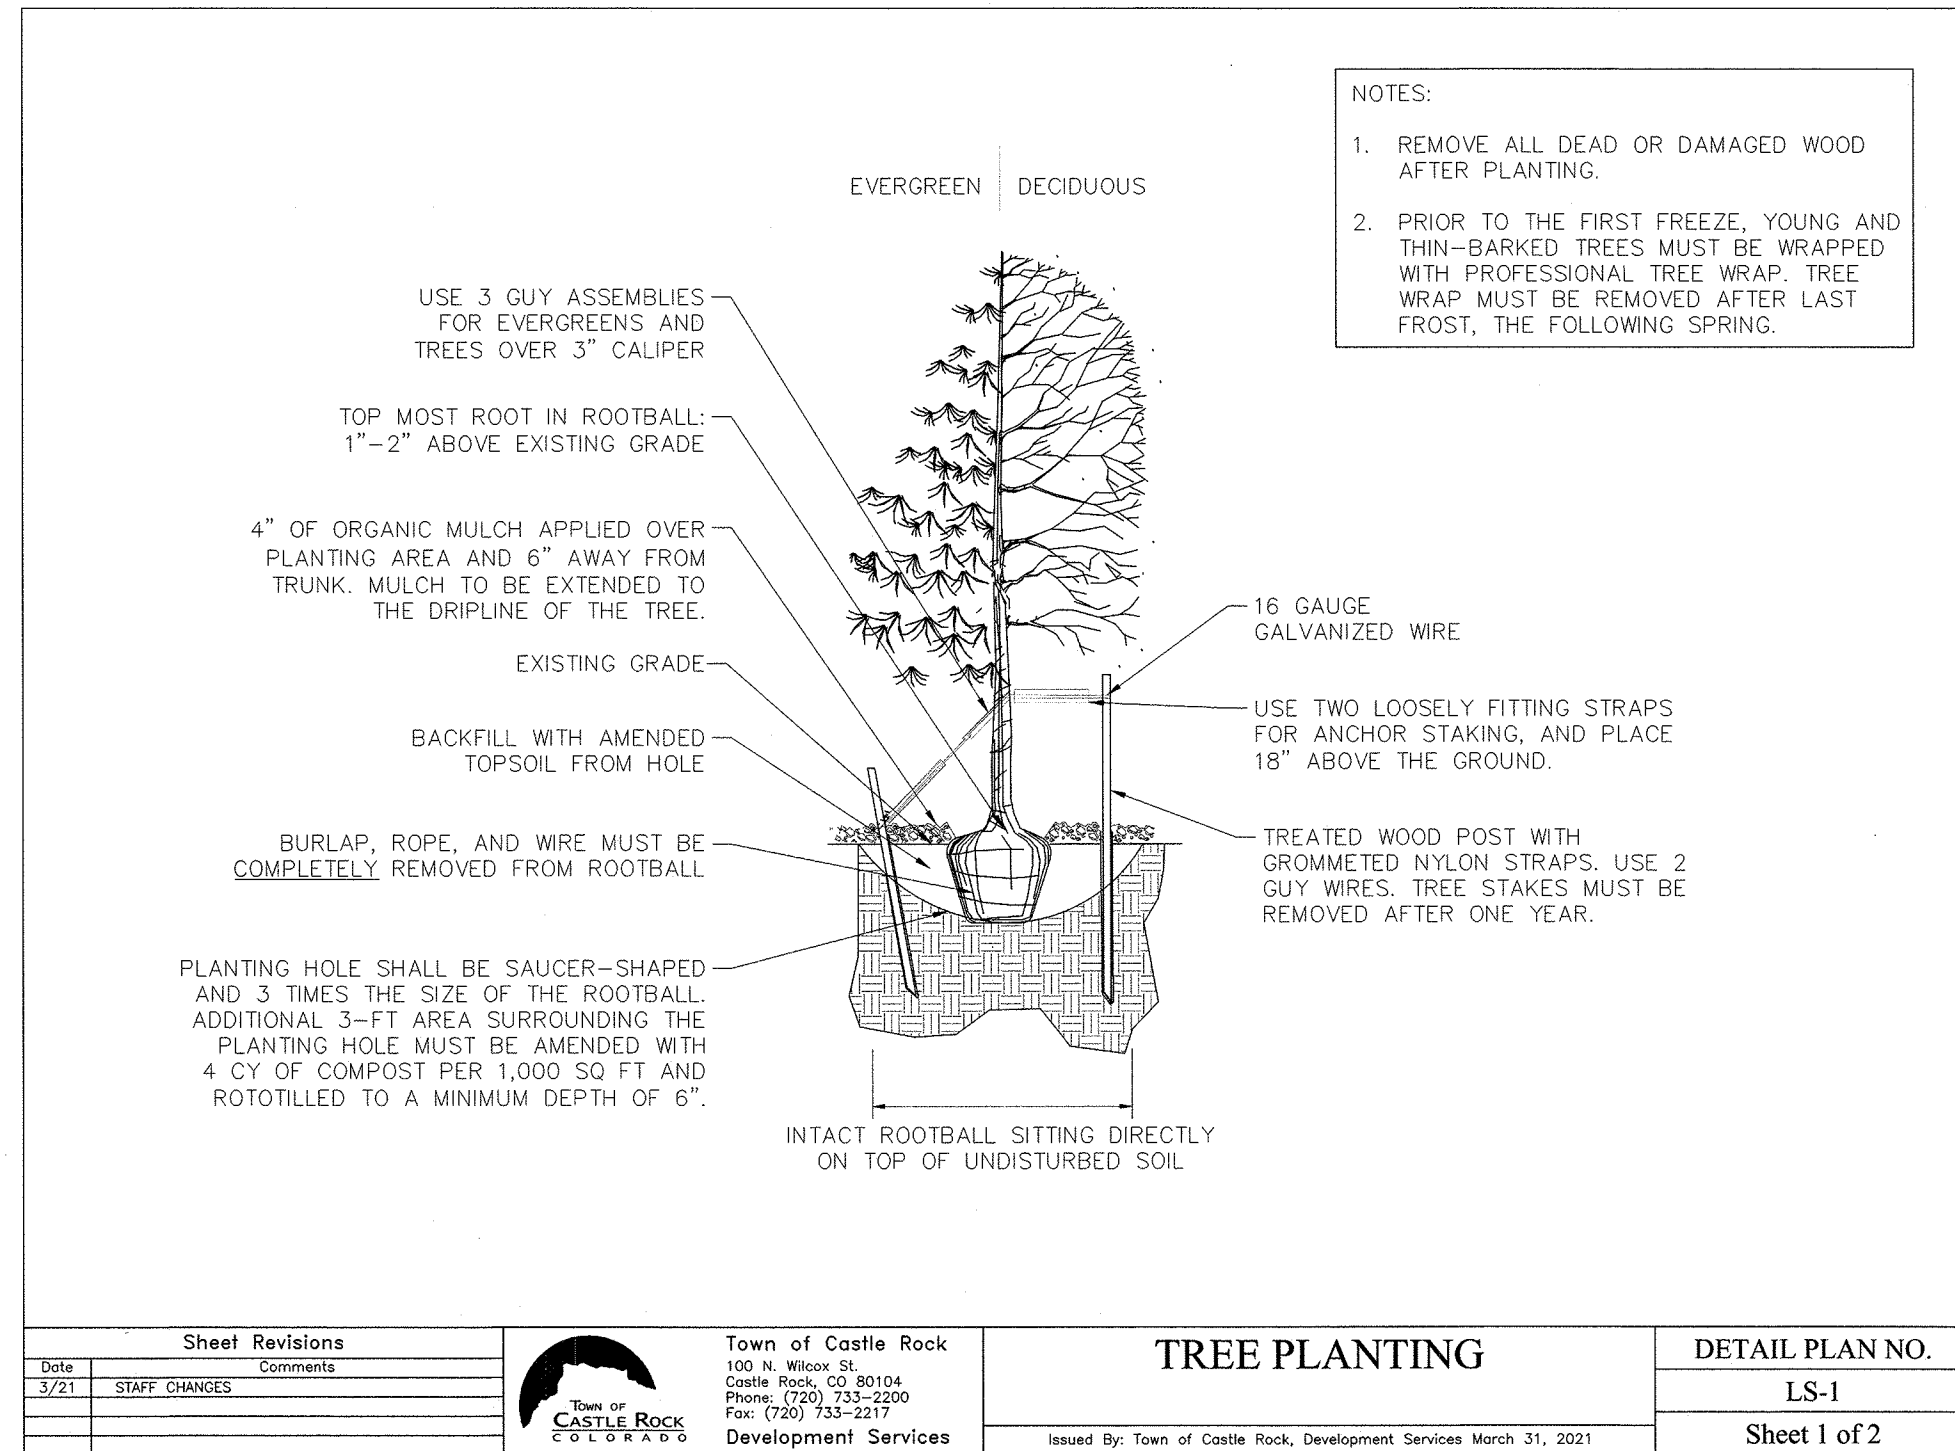 NOTES:
1. REMOVE ALL DEAD OR DAMAGED WOOD
AFTER PLANTING.
2. PRIOR TO THE FIRST FREEZE, YOUNG AND
THIN-BARKED TREES MUST BE WRAPPED
WITH PROFESSIONAL TREE WRAP. TREE
WRAP MUST BE REMOVED AFTER LAST
FROST, THE FOLLOWING SPRING.
EVERGREEN
DECIDUOUS
USE 3 GUY ASSEMBLIES
FOR EVERGREENS AND
TREES OVER 3" CALIPER
TOP MOST ROOT IN ROOTBALL:
1"-2" ABOVE EXISTING GRADE
4" OF ORGANIC MULCH APPLIED OVER
PLANTING AREA AND 6" AWAY FROM
TRUNK. MULCH TO BE EXTENDED TO
THE DRIPLINE OF THE TREE.
EXISTING GRADE
BACKFILL WITH AMENDED
TOPSOIL FROM HOLE
BURLAP, ROPE, AND WIRE MUST BE
COMPLETELY REMOVED FROM ROOTBALL
PLANTING HOLE SHALL BE SAUCER-SHAPED
AND 3 TIMES THE SIZE OF THE ROOTBALL.
ADDITIONAL 3-FT AREA SURROUNDING THE
PLANTING HOLE MUST BE AMENDED WITH
4 CY OF COMPOST PER 1,000 SQ FT AND
ROTOTILLED TO A MINIMUM DEPTH OF 6".
16 GAUGE
GALVANIZED WIRE
USE TWO LOOSELY FITTING STRAPS
FOR ANCHOR STAKING, AND PLACE
18" ABOVE THE GROUND.
TREATED WOOD POST WITH
GROMMETED NYLON STRAPS. USE 2
GUY WIRES. TREE STAKES MUST BE
REMOVED AFTER ONE YEAR.
INTACT ROOTBALL SITTING DIRECTLY
ON TOP OF UNDISTURBED SOIL
Sheet Revisions
Date Comments
3/21 STAFF CHANGES
TOWN OF
CASTLE ROCK
COLORADO
Town of Castle Rock
100 N. Wilcox St.
Castle Rock, CO 80104
Phone: (720) 733-2200
Fax: (720) 733-2217
Development Services
TREE PLANTING
Issued By: Town of Castle Rock, Development Services March 31, 2021
DETAIL PLAN NO.
LS-1
Sheet 1 of 2